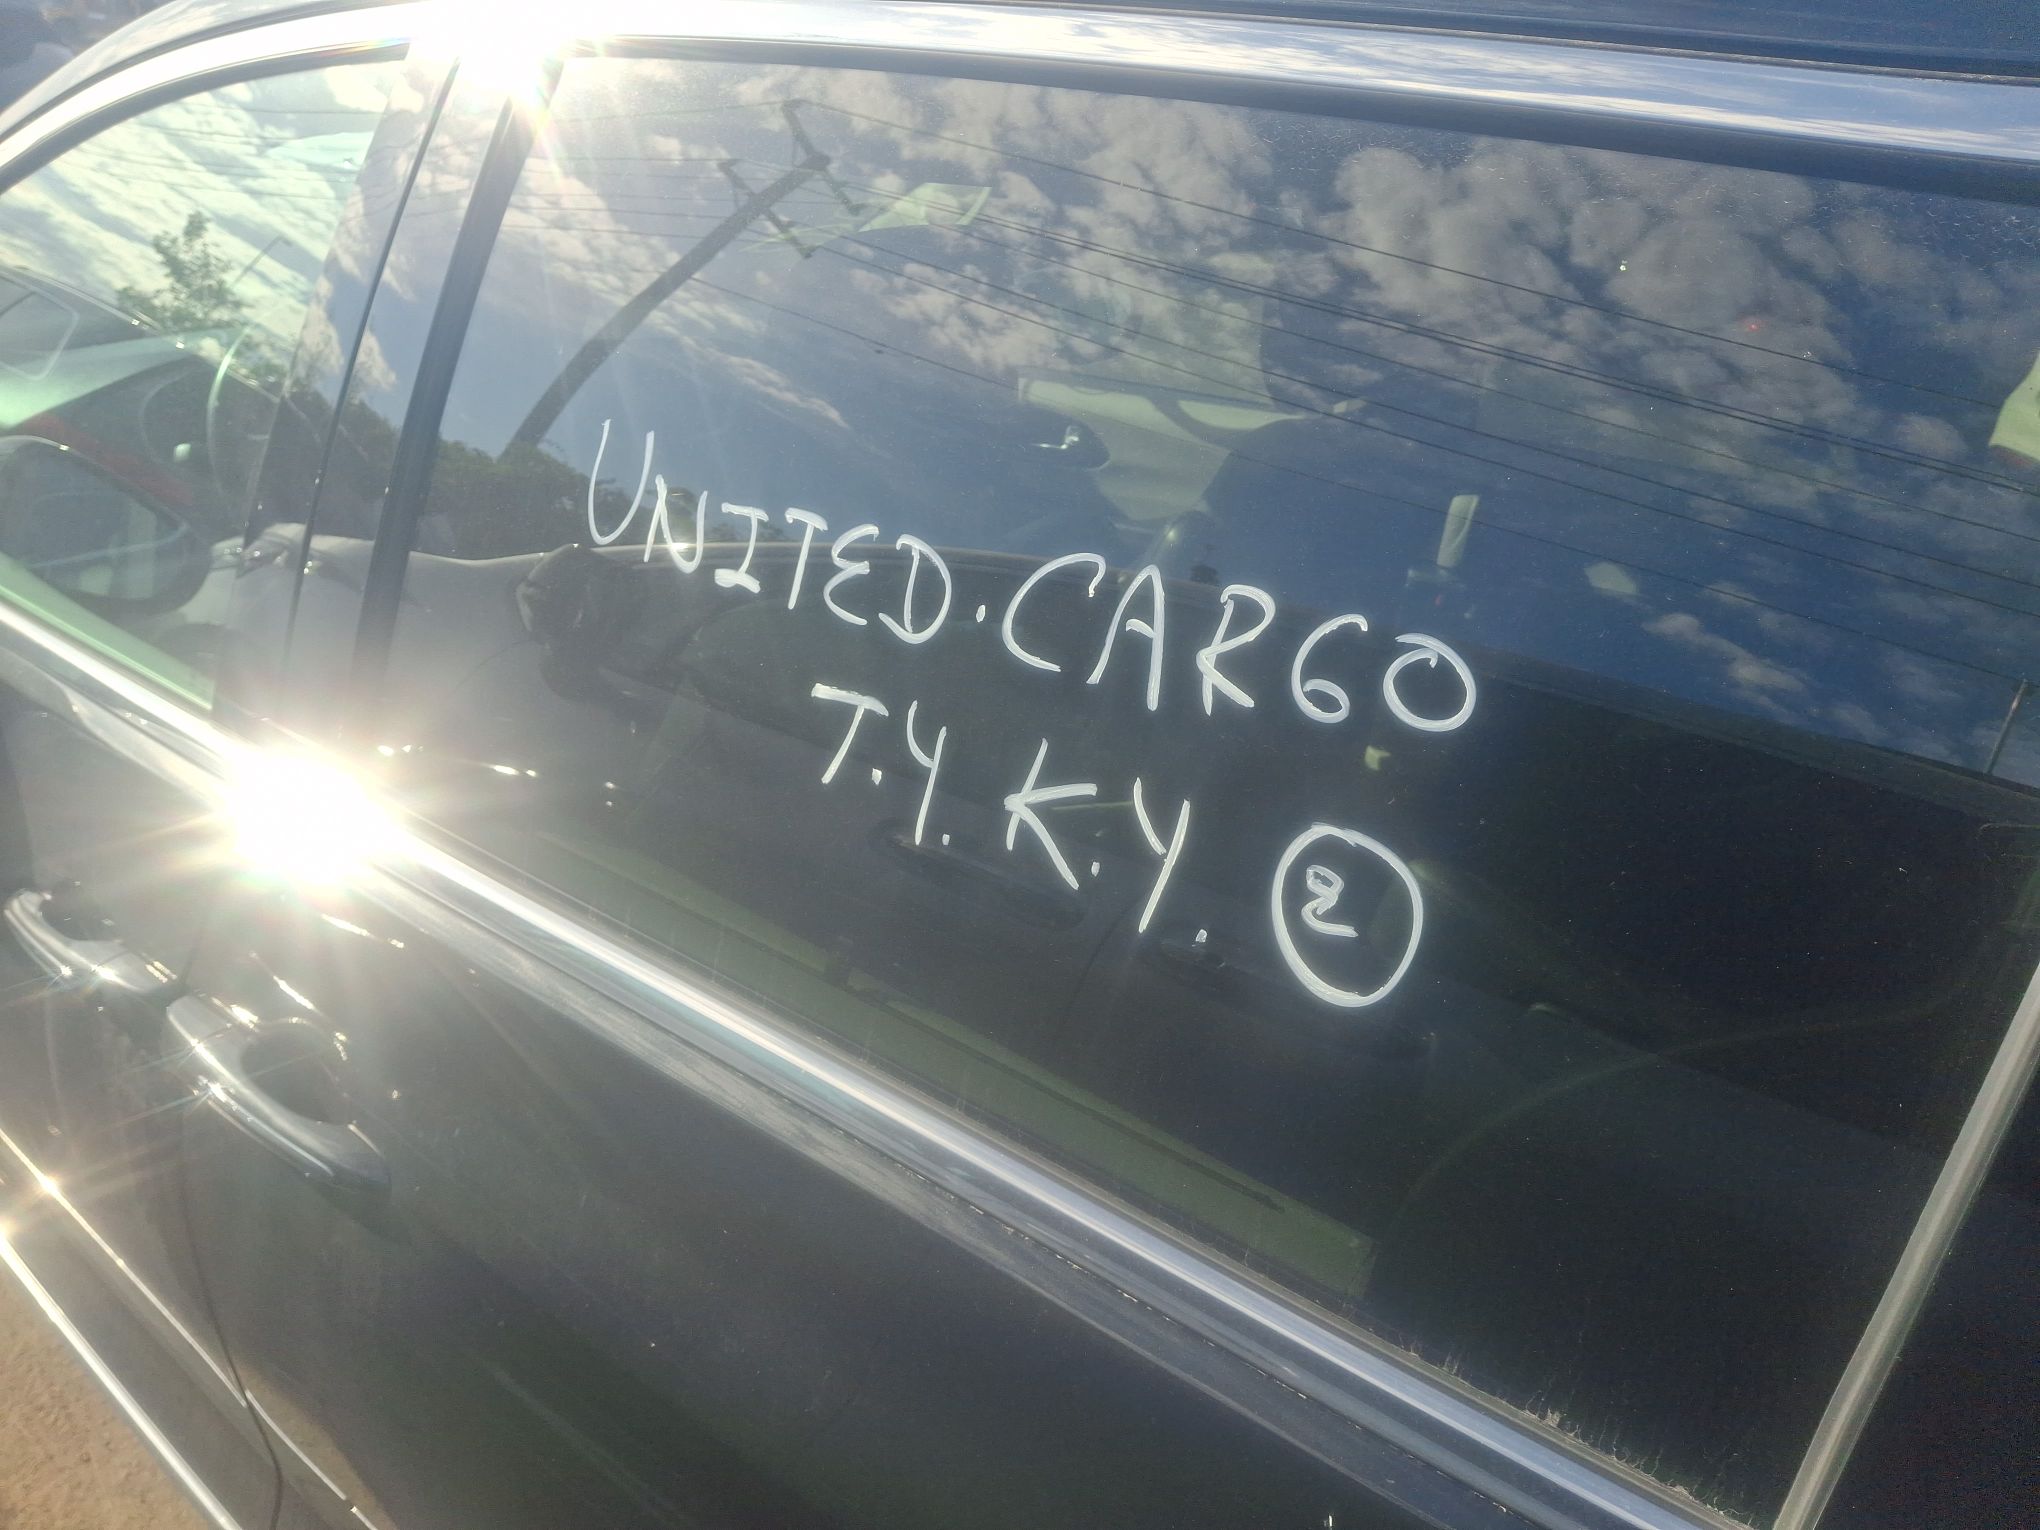 UNITED. CARGO
T.Y. K.Y. ②